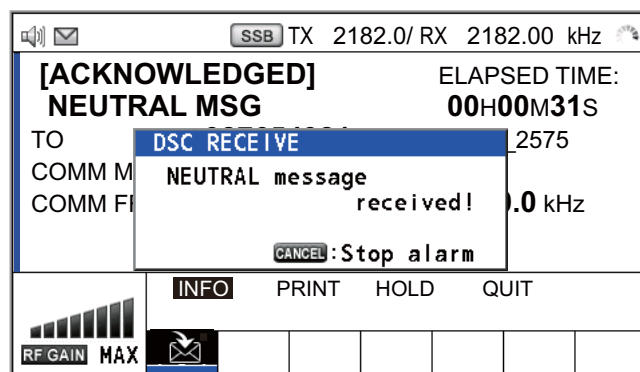 SSB TX 2182.0/ RX 2182.00 kHz
[ACKNOWLEDGED] ELAPSED TIME:
NEUTRAL MSG 00H00M31S
TO _2575
DSC RECEIVE
COMM M
NEUTRAL message
COMM FR
received! .0 kHz
CANCEL:Stop alarm
INFO PRINT HOLD QUIT
RF GAIN MAX